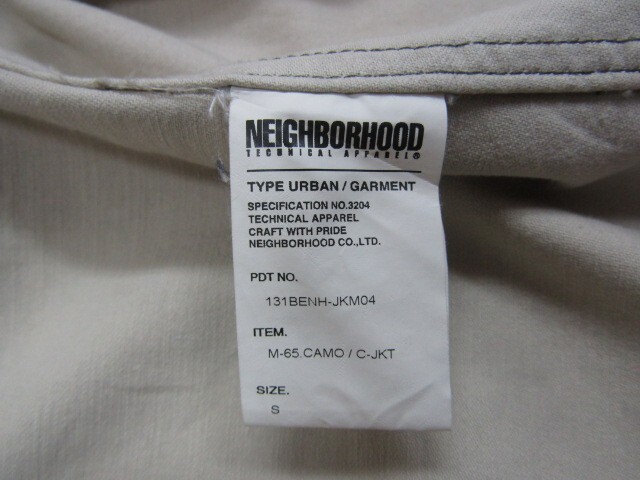 NEIGHBORHOOD
TECHNICAL APPAREL®
TYPE URBAN / GARMENT
SPECIFICATION NO.3204
TECHNICAL APPAREL
CRAFT WITH PRIDE
NEIGHBORHOOD CO.,LTD.
PDT NO.
131BENH-JKM04
ITEM.
M-65.CAMO / C-JKT
SIZE.
S